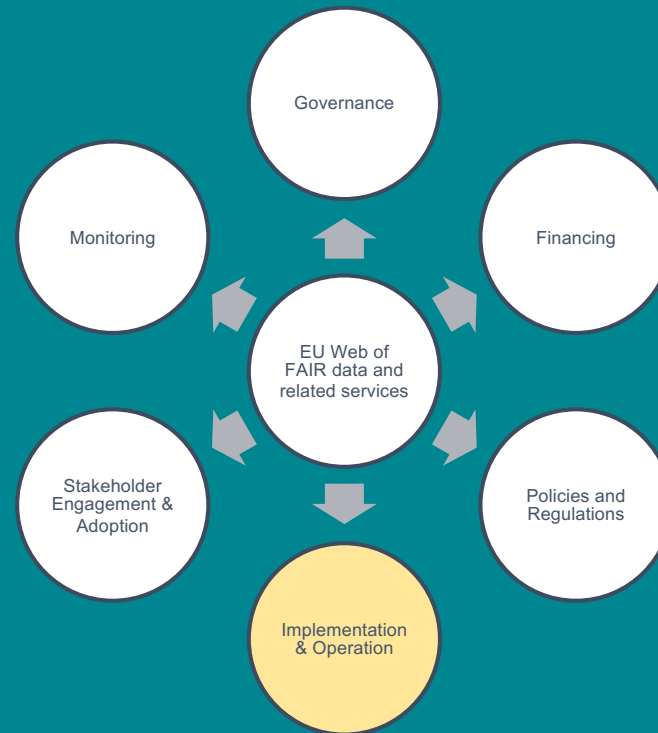 Governance
Monitoring
Financing
EU Web of
FAIR data and
related services
Stakeholder
Engagement &
Adoption
Policies and
Regulations
Implementation
& Operation